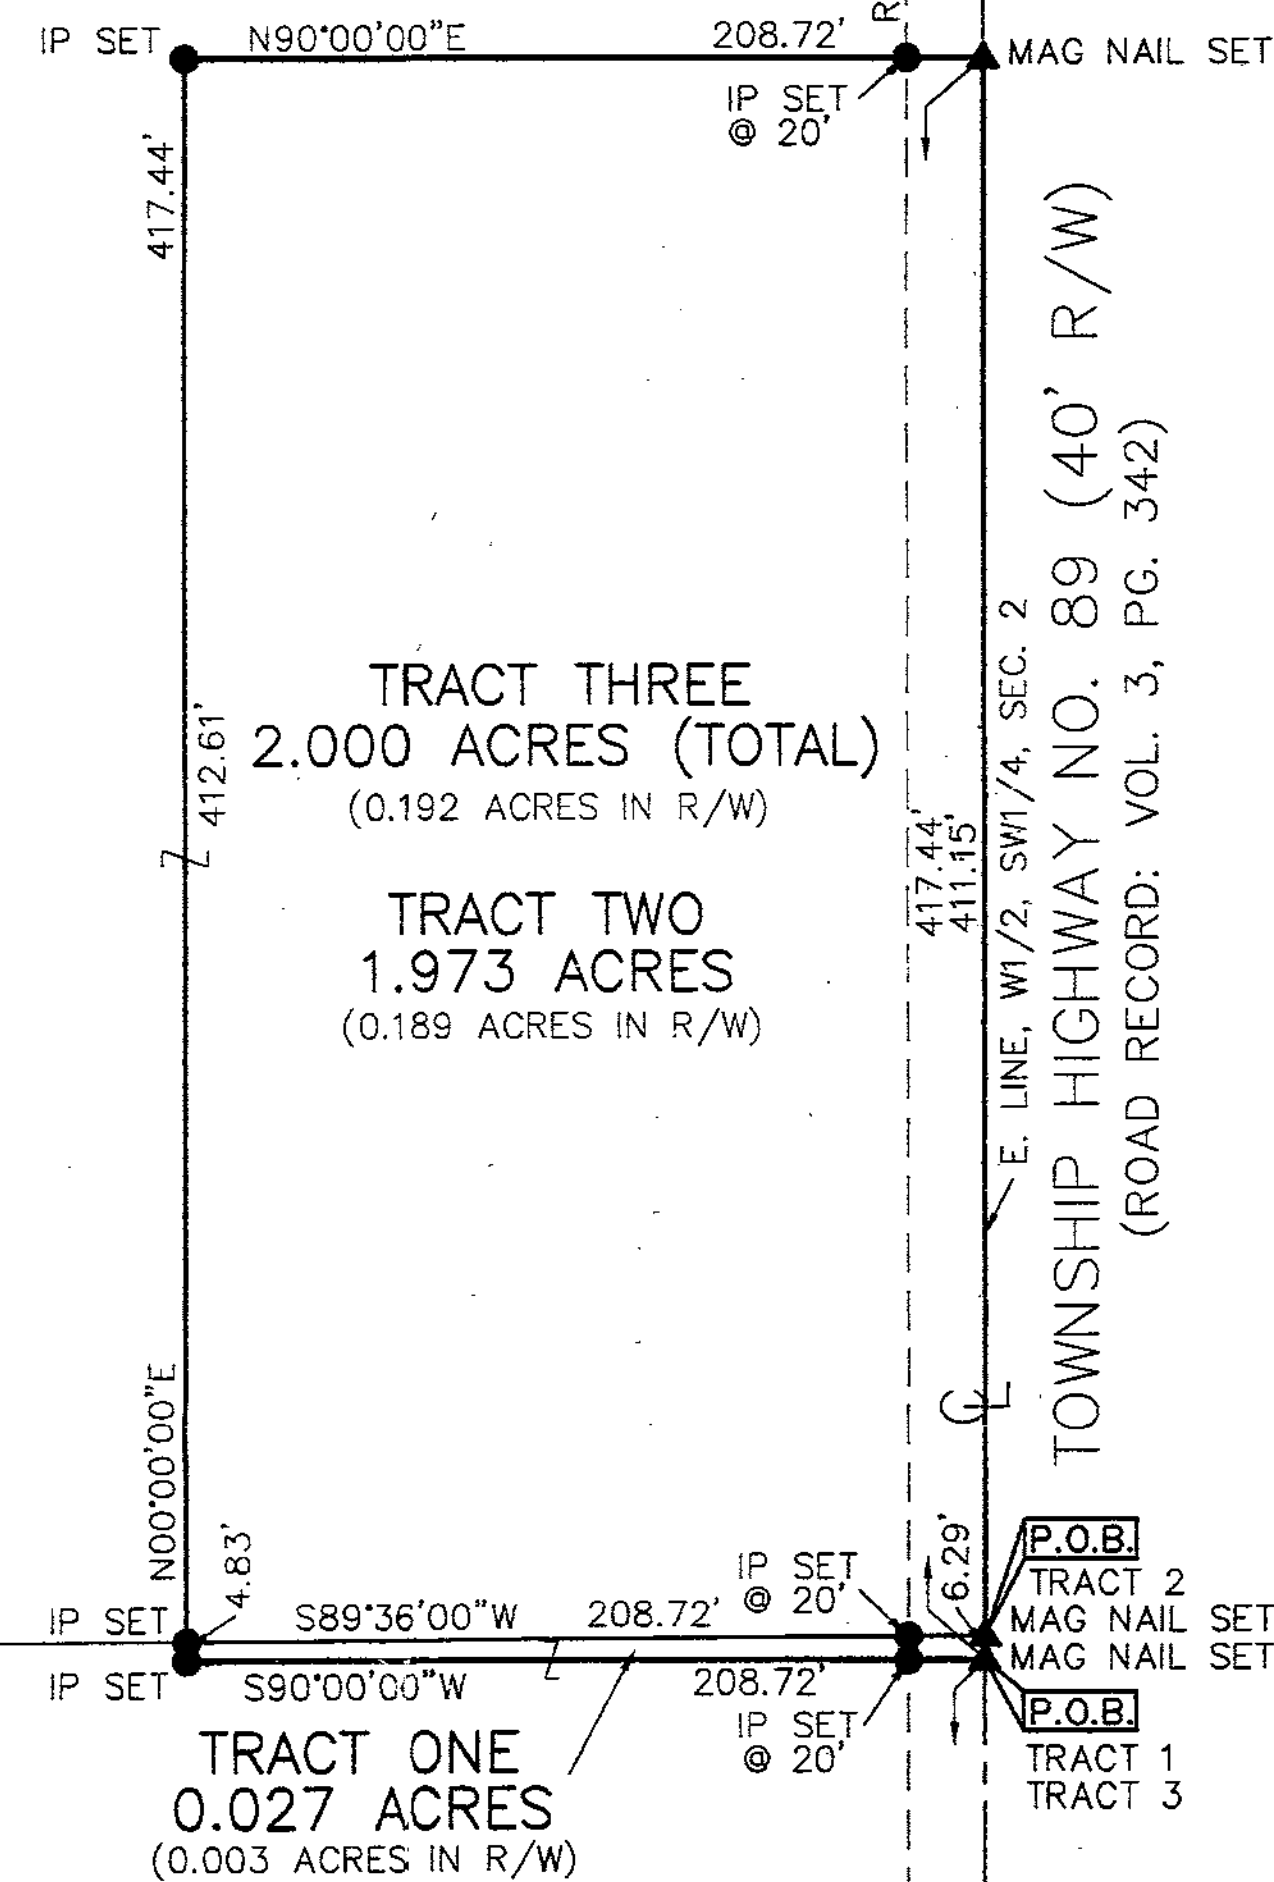 R
IP SET
N90°00'00"E
208.72'
MAG NAIL SET
IP SET
@ 20'
417.44'
TRACT THREE
2.000 ACRES (TOTAL)
(0.192 ACRES IN R/W)
412.61'
TRACT TWO
1.973 ACRES
(0.189 ACRES IN R/W)
417.44'
411.15'
E. LINE, W1/2, SW1/4, SEC. 2
TOWNSHIP HIGHWAY NO. 89 (40' R/W)
(ROAD RECORD: VOL. 3, PG. 342)
N00°00'00"E
CL
4.83'
6.29'
IP SET
@ 20'
P.O.B.
TRACT 2
IP SET
S89°36'00"W
208.72'
MAG NAIL SET
MAG NAIL SET
IP SET
S90°00'00"W
208.72'
IP SET
@ 20'
P.O.B.
TRACT 1
TRACT 3
TRACT ONE
0.027 ACRES
(0.003 ACRES IN R/W)